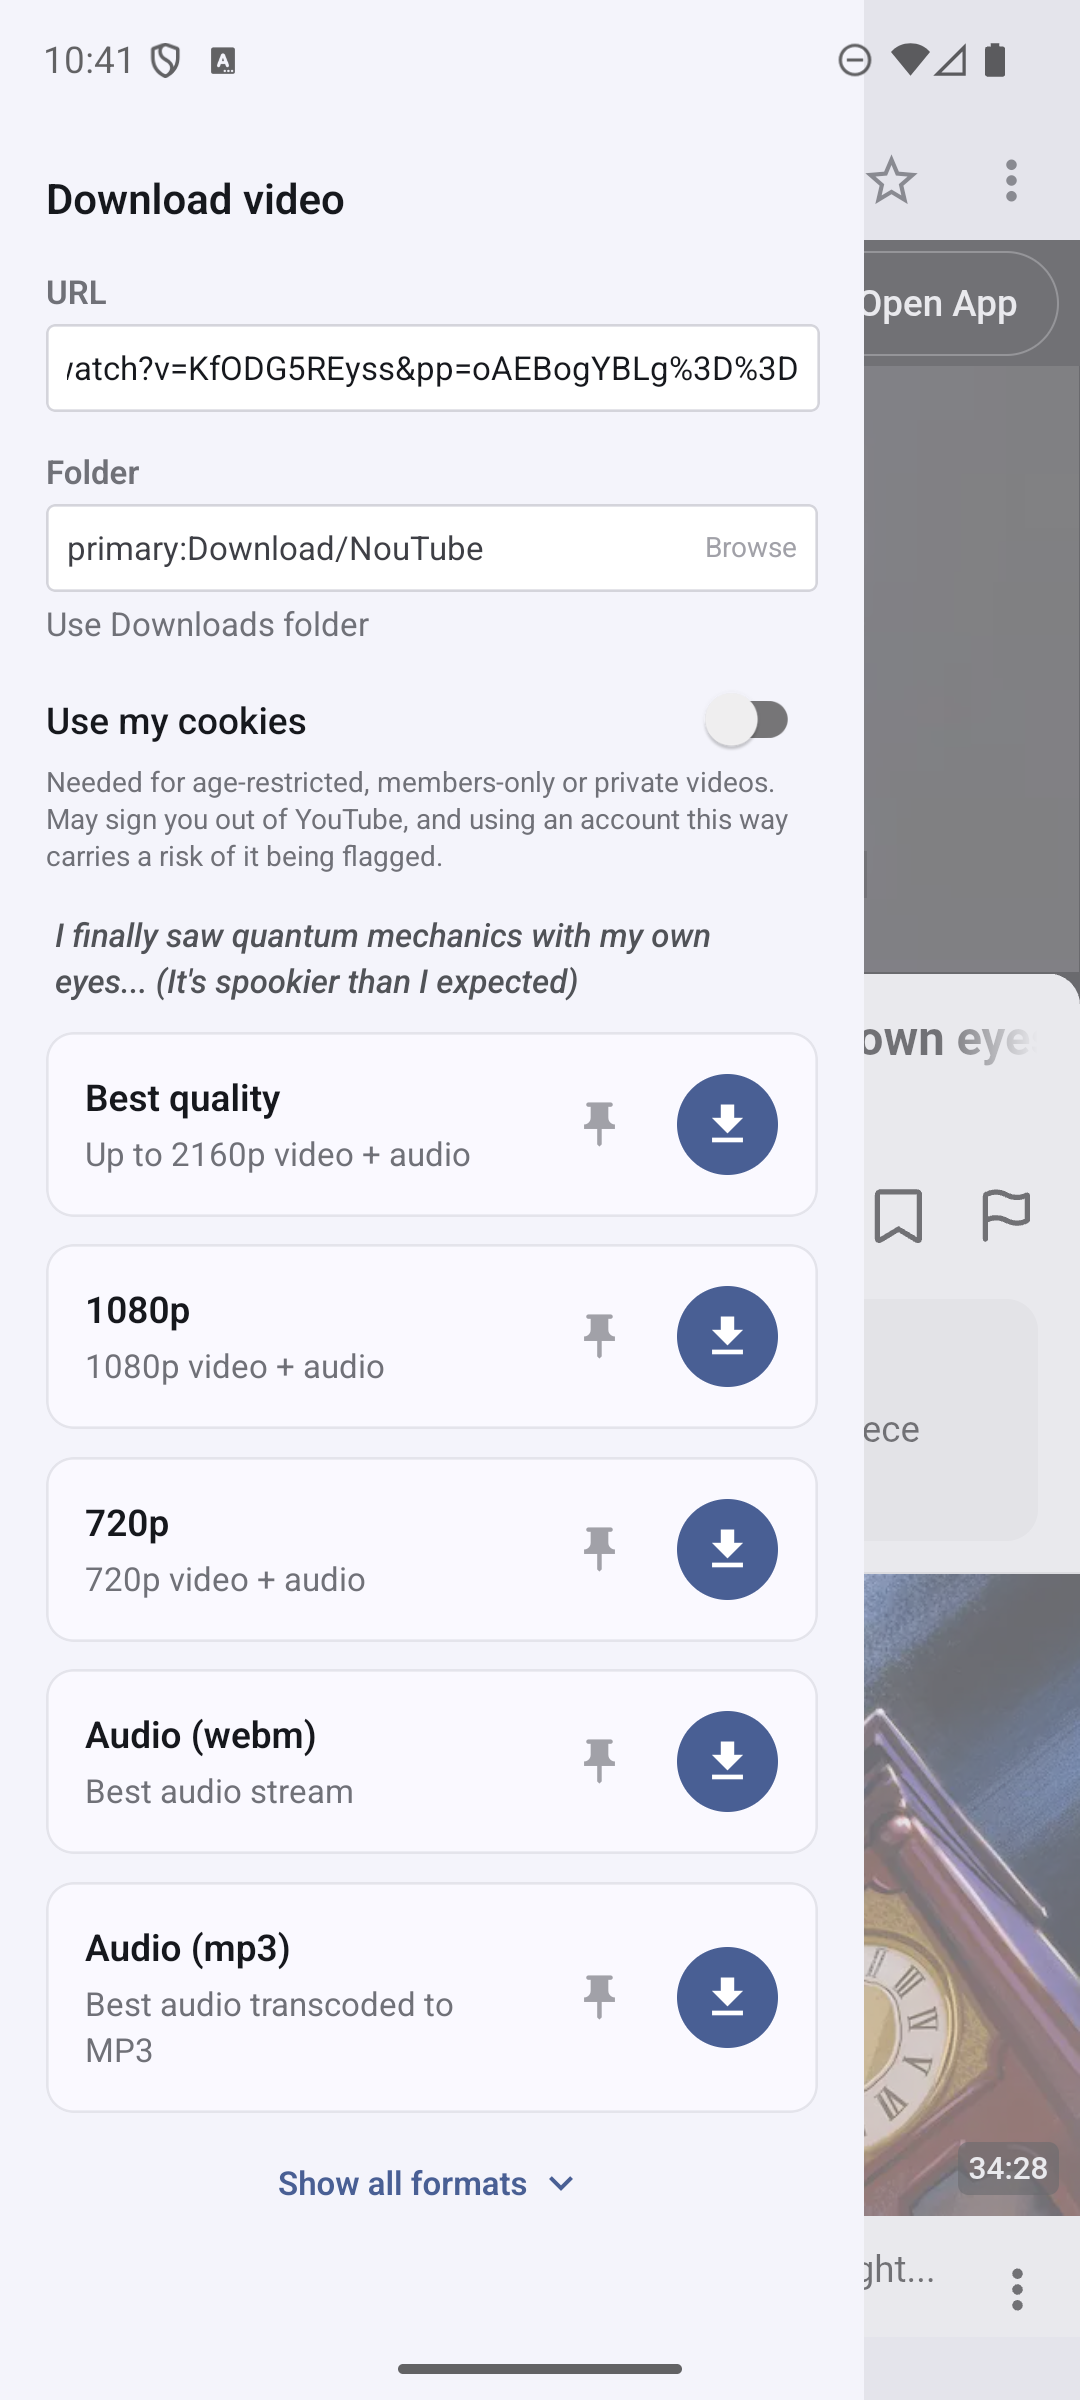 10:41
Download video
Open App
URL
watch?v=KfODG5REyss&pp=oAEBogYBLg%3D%3D
Folder
primary:Download/NouTube
Browse
Use Downloads folder
Use my cookies
Needed for age-restricted, members-only or private videos.
May sign you out of YouTube, and using an account this way
carries a risk of it being flagged.
I finally saw quantum mechanics with my own
eyes... (It's spookier than I expected)
own eye
Best quality
Up to 2160p video + audio
1080p
1080p video + audio
ece
720p
720p video + audio
Audio (webm)
Best audio stream
Audio (mp3)
Best audio transcoded to
MP3
34:28
Show all formats
ght...